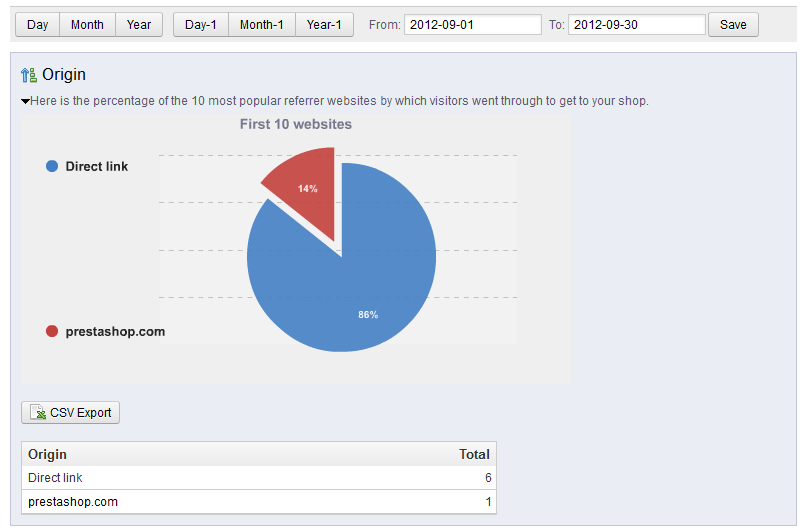 Day Month Year Day-1 Month-1 Year-1 From: 2012-09-01 To: 2012-09-30 Save
Origin
Here is the percentage of the 10 most popular referrer websites by which visitors went through to get to your shop.
First 10 websites
Direct link
14%
86%
prestashop.com
CSV Export
Origin Total
Direct link 6
prestashop.com 1